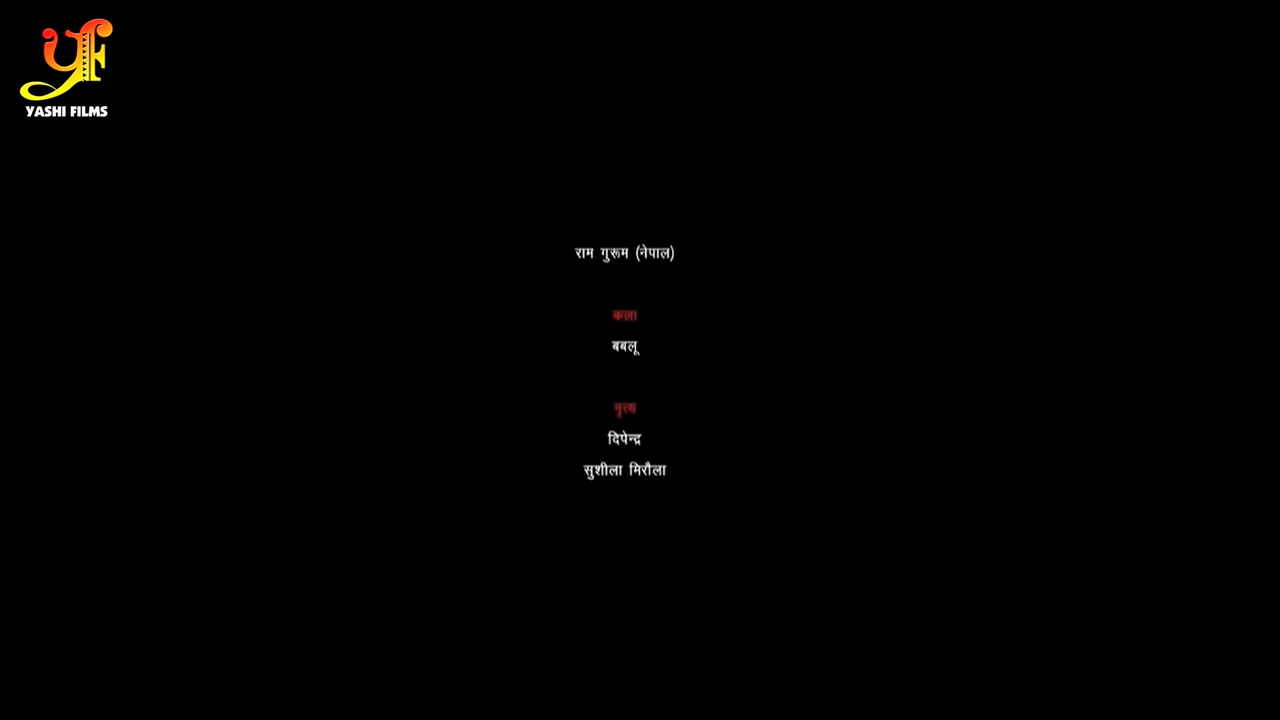 YASHI FILMS
राम गुरूम (नेपाल)
कला
बबलू
नृत्य
दिपेन्द्र
सुशीला मिरौला